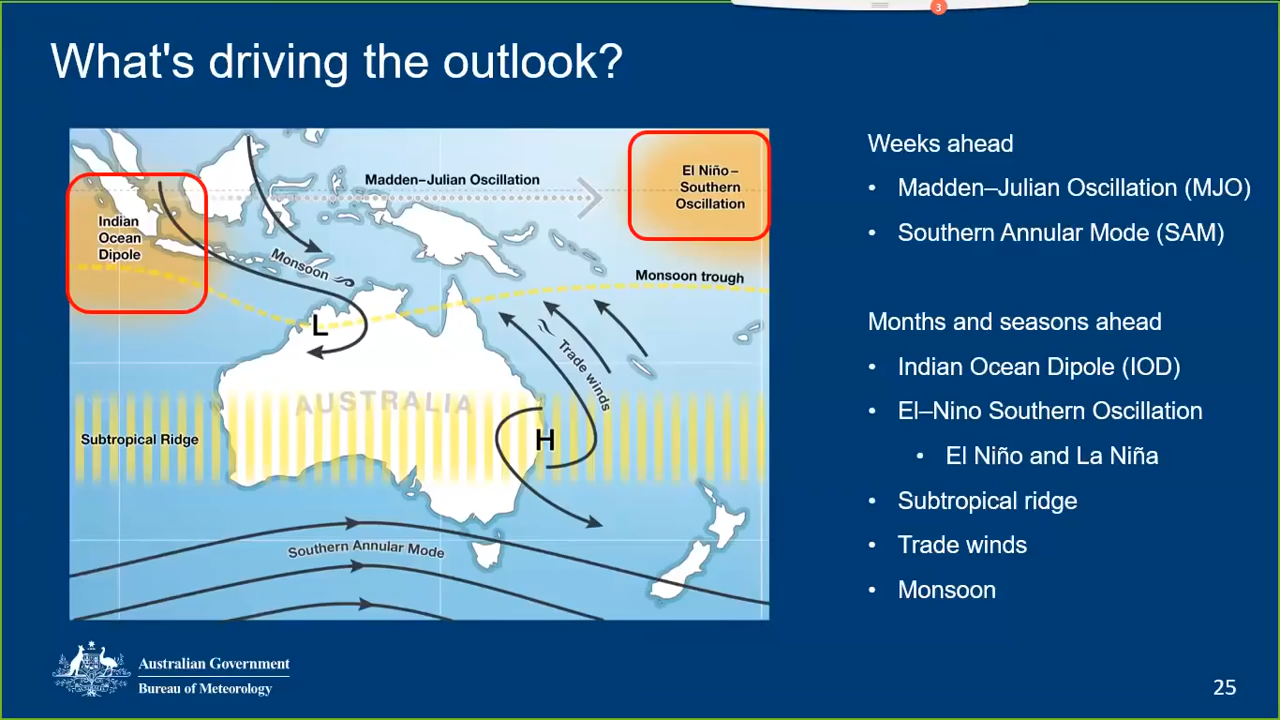 3
What's driving the outlook?
Madden–Julian Oscillation
El Niño–
Southern
Oscillation
Indian
Ocean
Dipole
Monsoon
Monsoon trough
L
Trade winds
AUSTRALIA
Subtropical Ridge
H
Southern Annular Mode
Weeks ahead
• Madden–Julian Oscillation (MJO)
• Southern Annular Mode (SAM)
Months and seasons ahead
• Indian Ocean Dipole (IOD)
• El–Nino Southern Oscillation
• El Niño and La Niña
• Subtropical ridge
• Trade winds
• Monsoon
Australian Government
Bureau of Meteorology
25